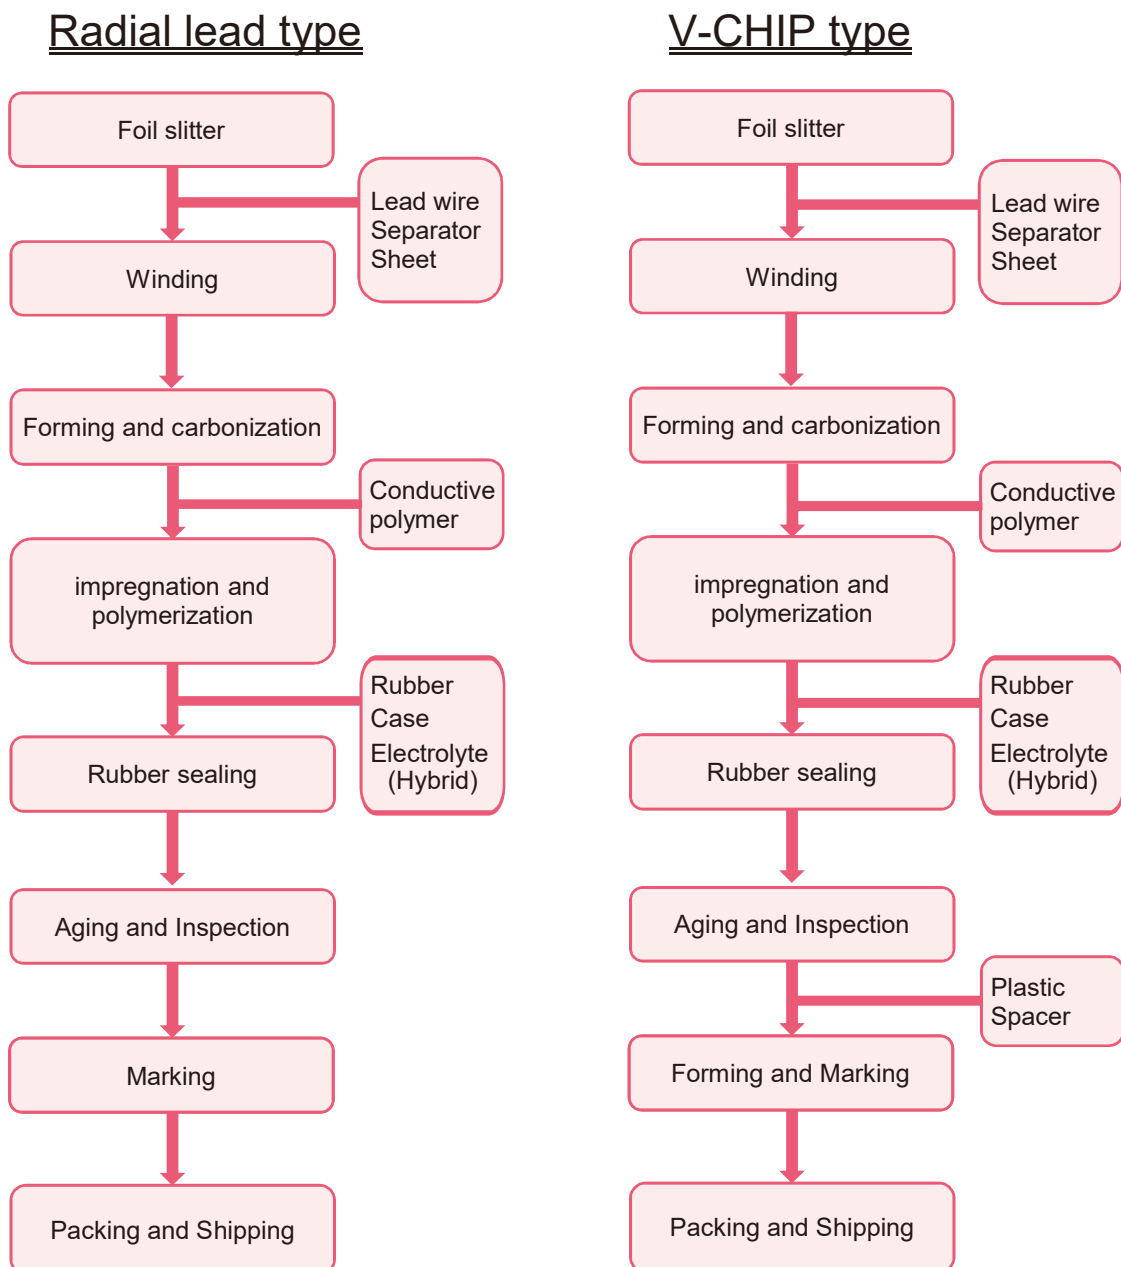 Radial lead type
Foil slitter
Lead wire
Separator
Sheet
Winding
Forming and carbonization
Conductive
polymer
impregnation and
polymerization
Rubber
Case
Electrolyte
(Hybrid)
Rubber sealing
Aging and Inspection
Marking
Packing and Shipping
V-CHIP type
Foil slitter
Lead wire
Separator
Sheet
Winding
Forming and carbonization
Conductive
polymer
impregnation and
polymerization
Rubber
Case
Electrolyte
(Hybrid)
Rubber sealing
Aging and Inspection
Plastic
Spacer
Forming and Marking
Packing and Shipping